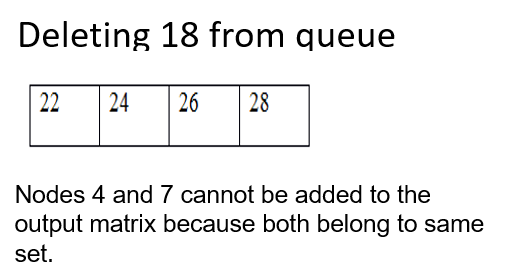 Deleting 18 from queue
22 24 26 28
Nodes 4 and 7 cannot be added to the
output matrix because both belong to same
set.